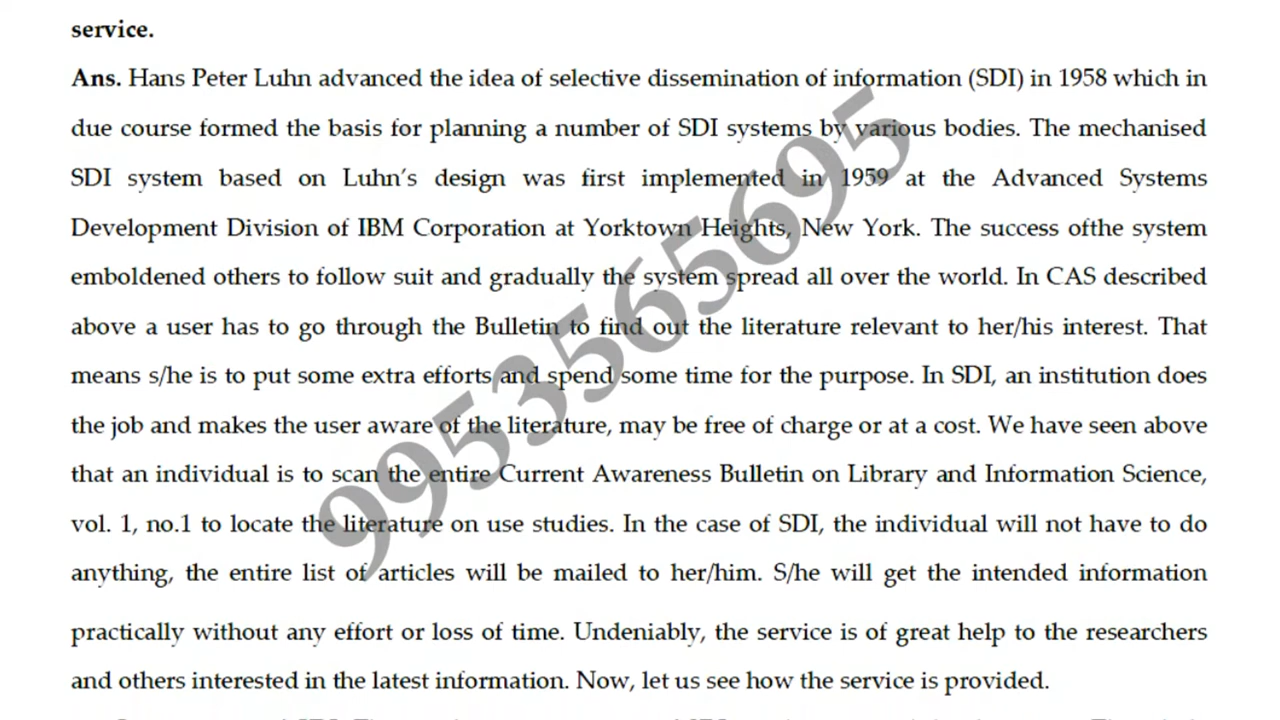 service.
Ans. Hans Peter Luhn advanced the idea of selective dissemination of information (SDI) in 1958 which in
due course formed the basis for planning a number of SDI systems by various bodies. The mechanised
SDI system based on Luhn's design was first implemented in 1959 at the Advanced Systems
Development Division of IBM Corporation at Yorktown Heights, New York. The success ofthe system
emboldened others to follow suit and gradually the system spread all over the world. In CAS described
above a user has to go through the Bulletin to find out the literature relevant to her/his interest. That
means s/he is to put some extra efforts and spend some time for the purpose. In SDI, an institution does
the job and makes the user aware of the literature, may be free of charge or at a cost. We have seen above
that an individual is to scan the entire Current Awareness Bulletin on Library and Information Science,
vol. 1, no.1 to locate the literature on use studies. In the case of SDI, the individual will not have to do
anything, the entire list of articles will be mailed to her/him. S/he will get the intended information
practically without any effort or loss of time. Undeniably, the service is of great help to the researchers
and others interested in the latest information. Now, let us see how the service is provided.
9953565695